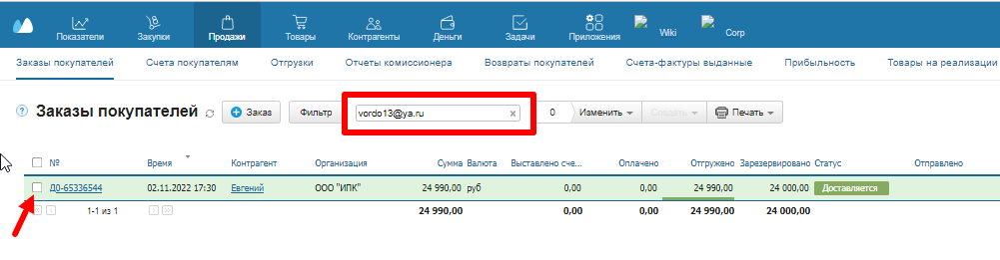 Показатели Закупки Продажи Товары Контрагенты Деньги Задачи Приложения Wiki Corp
Заказы покупателей Счета покупателям Отгрузки Отчеты комиссионера Возвраты покупателей Счета-фактуры выданные Прибыльность Товары на реализации
? Заказы покупателей Заказ Фильтр vordo13@ya.ru × 0 Изменить Создать Печать
№ Время Контрагент Организация Сумма Валюта Выставлено сче... Оплачено Отгружено Зарезервировано Статус Отправлено
Д0-65336544 02.11.2022 17:30 Евгений ООО "ИПК" 24 990,00 руб 0,00 0,00 24 990,00 24 000,00 Доставляется
1-1 из 1 24 990,00 0,00 0,00 24 990,00 24 000,00